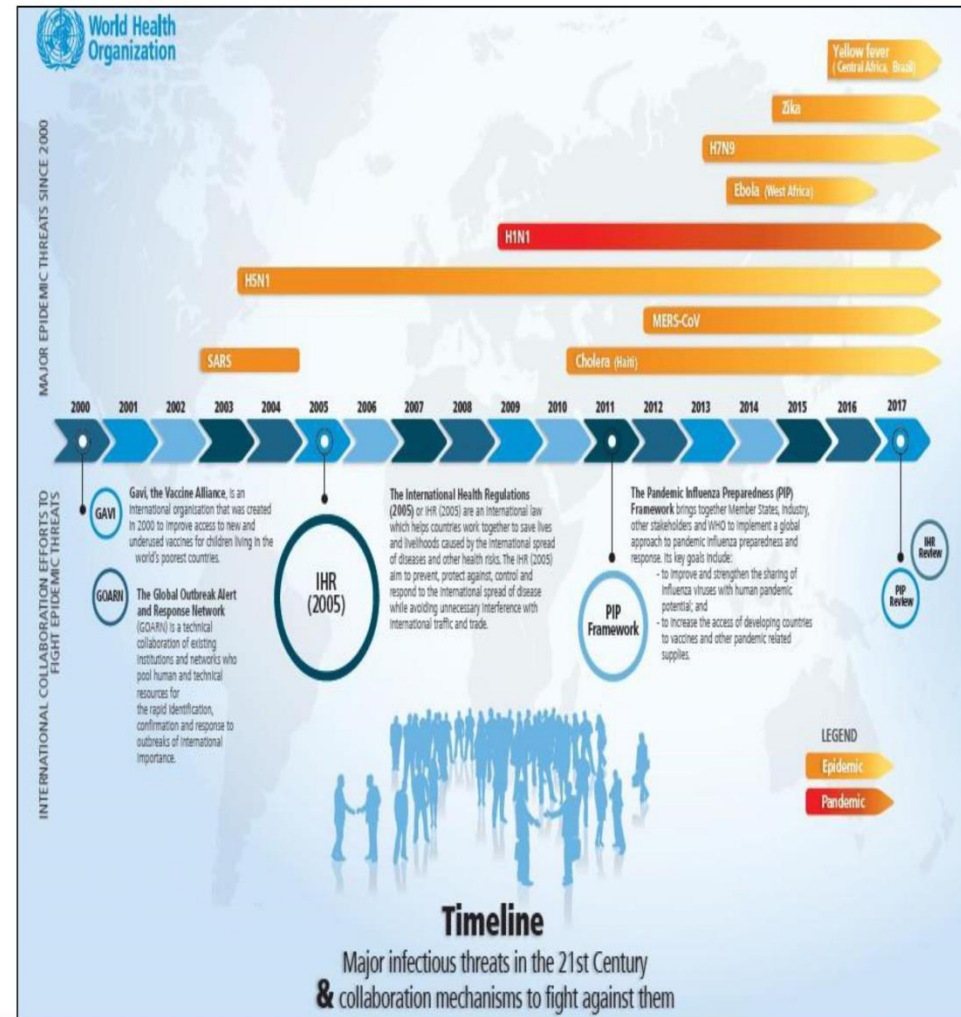 World Health
Organization
MAJOR EPIDEMIC THREATS SINCE 2000
Yellow fever
(Central Africa, Brazil)
Zika
H7N9
Ebola (West Africa)
H1N1
H5N1
MERS-CoV
SARS
Cholera (Haiti)
2000 2001 2002 2003 2004 2005 2006 2007 2008 2009 2010 2011 2012 2013 2014 2015 2016 2017
INTERNATIONAL COLLABORATION EFFORTS TO
FIGHT EPIDEMIC THREATS
GAVI
Gavi, the Vaccine Alliance, is an
international organisation that was created
in 2000 to improve access to new and
underused vaccines for children living in the
world's poorest countries.
GOARN
The Global Outbreak Alert
and Response Network
(GOARN) is a technical
collaboration of existing
institutions and networks who
pool human and technical
resources for
the rapid identification,
confirmation and response to
outbreaks of international
importance.
IHR
(2005)
The International Health Regulations
(2005) or IHR (2005) are an international law
which helps countries work together to save lives
and livelihoods caused by the international spread
of diseases and other health risks. The IHR (2005)
aim to prevent, protect against, control and
respond to the international spread of disease
while avoiding unnecessary interference with
international traffic and trade.
PIP
Framework
The Pandemic Influenza Preparedness (PIP)
Framework brings together Member States, industry,
other stakeholders and WHO to implement a global
approach to pandemic influenza preparedness and
response. Its key goals include:
- to improve and strengthen the sharing of
influenza viruses with human pandemic
potential; and
- to increase the access of developing countries
to vaccines and other pandemic related
supplies.
IHR
Review
PIP
Review
LEGEND
Epidemic
Pandemic
Timeline
Major infectious threats in the 21st Century
& collaboration mechanisms to fight against them